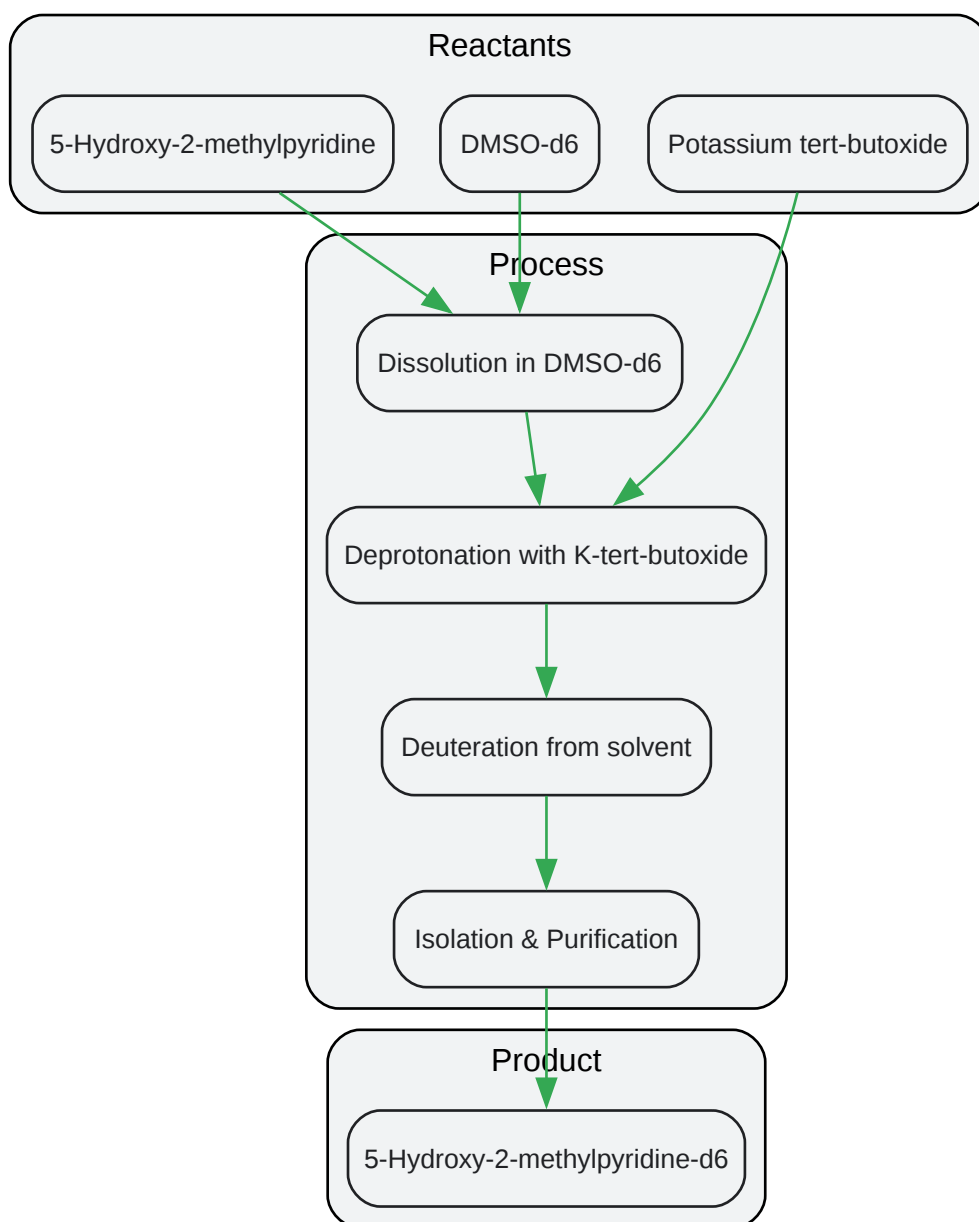 Reactants
5-Hydroxy-2-methylpyridine
DMSO-d6
Potassium tert-butoxide
Process
Dissolution in DMSO-d6
Deprotonation with K-tert-butoxide
Deuteration from solvent
Isolation & Purification
Product
5-Hydroxy-2-methylpyridine-d6